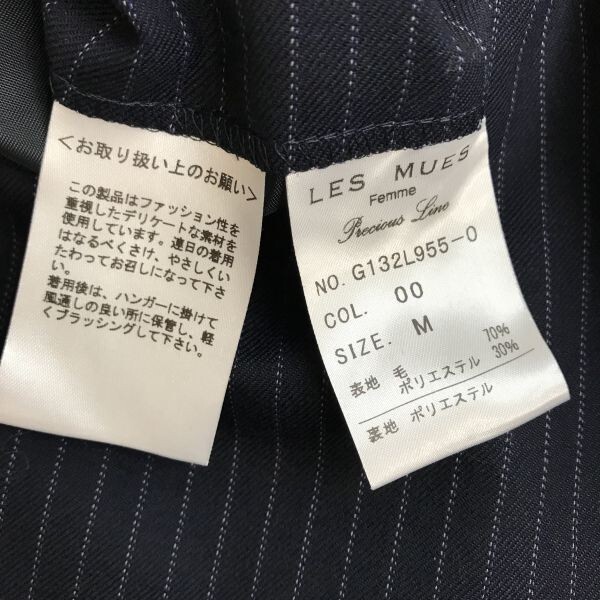 <お取り扱い上のお願い>
この製品はファッション性を
重視したデリケートな素材を
使用しています。連日の着用
はなるべくさけ、やさしくい
たわってお召しになって下さ
い。
着用後は、ハンガーに掛けて
風通しの良い所に保管し、軽
くブラッシングして下さい。
LES MUES
Femme
Precious Line
NO. G132L955-0
COL. 00
SIZE. M
表地 毛 70%
ポリエステル 30%
裏地 ポリエステル